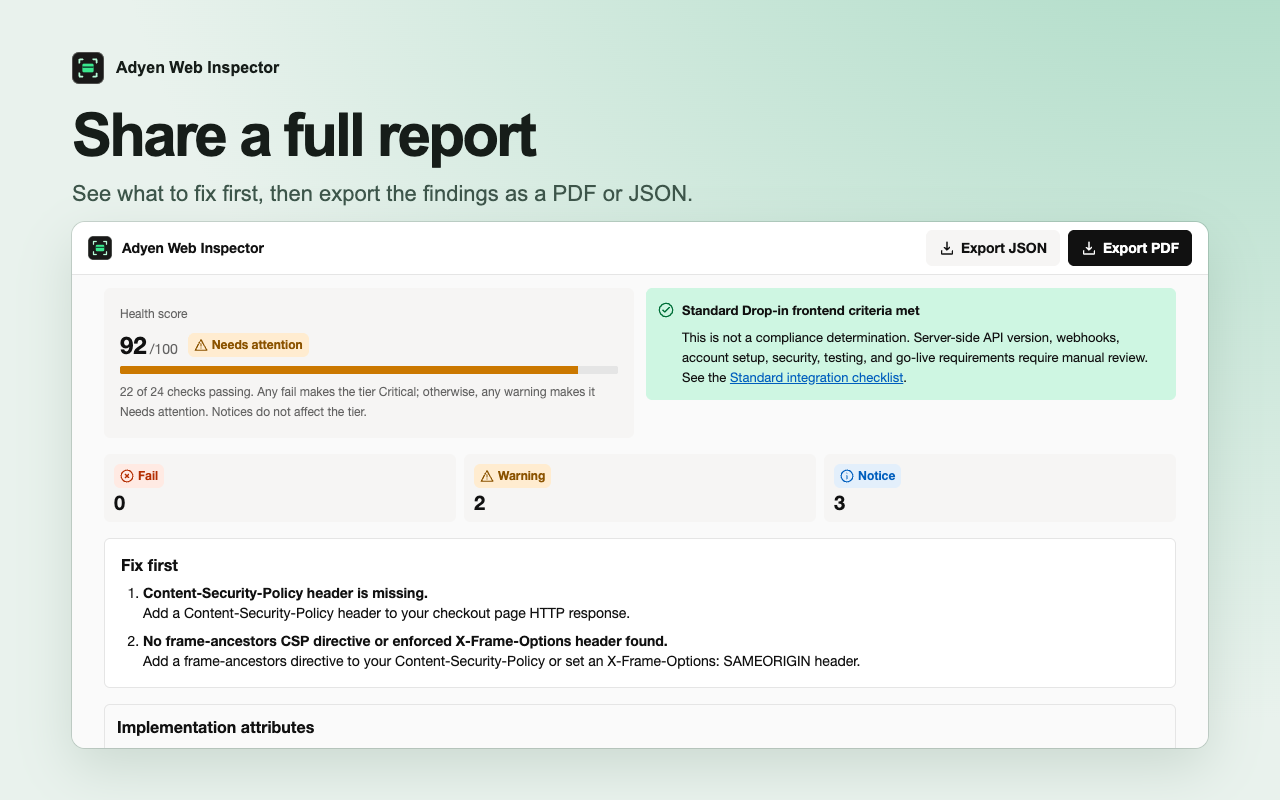 Adyen Web Inspector
Share a full report
See what to fix first, then export the findings as a PDF or JSON.
Adyen Web Inspector
Export JSON
Export PDF
Health score
92 /100
Needs attention
22 of 24 checks passing. Any fail makes the tier Critical; otherwise, any warning makes it
Needs attention. Notices do not affect the tier.
Standard Drop-in frontend criteria met
This is not a compliance determination. Server-side API version, webhooks,
account setup, security, testing, and go-live requirements require manual review.
See the Standard integration checklist.
Fail
0
Warning
2
Notice
3
Fix first
1. Content-Security-Policy header is missing.
Add a Content-Security-Policy header to your checkout page HTTP response.
2. No frame-ancestors CSP directive or enforced X-Frame-Options header found.
Add a frame-ancestors directive to your Content-Security-Policy or set an X-Frame-Options: SAMEORIGIN header.
Implementation attributes